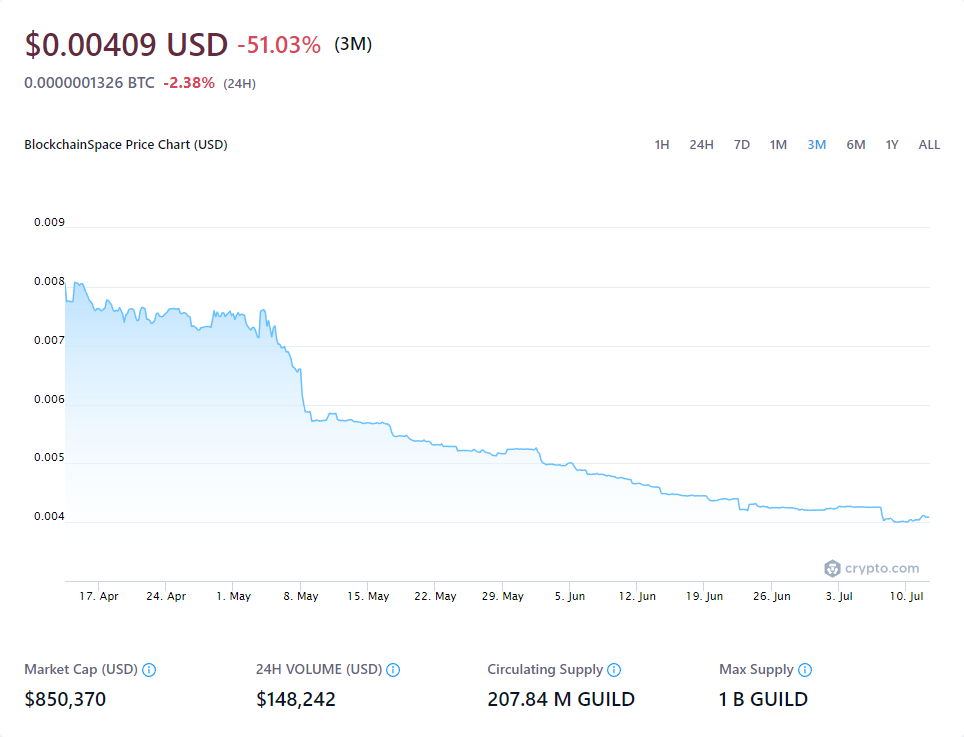 $0.00409 USD -51.03% (3M)
0.0000001326 BTC -2.38% (24H)
BlockchainSpace Price Chart (USD) 1H 24H 7D 1M 3M 6M 1Y ALL
0.009
0.008
0.007
0.006
0.005
0.004
crypto.com
17. Apr 24. Apr 1. May 8. May 15. May 22. May 29. May 5. Jun 12. Jun 19. Jun 26. Jun 3. Jul 10. Jul
Market Cap (USD) 24H VOLUME (USD) Circulating Supply Max Supply
$850,370 $148,242 207.84 M GUILD 1 B GUILD